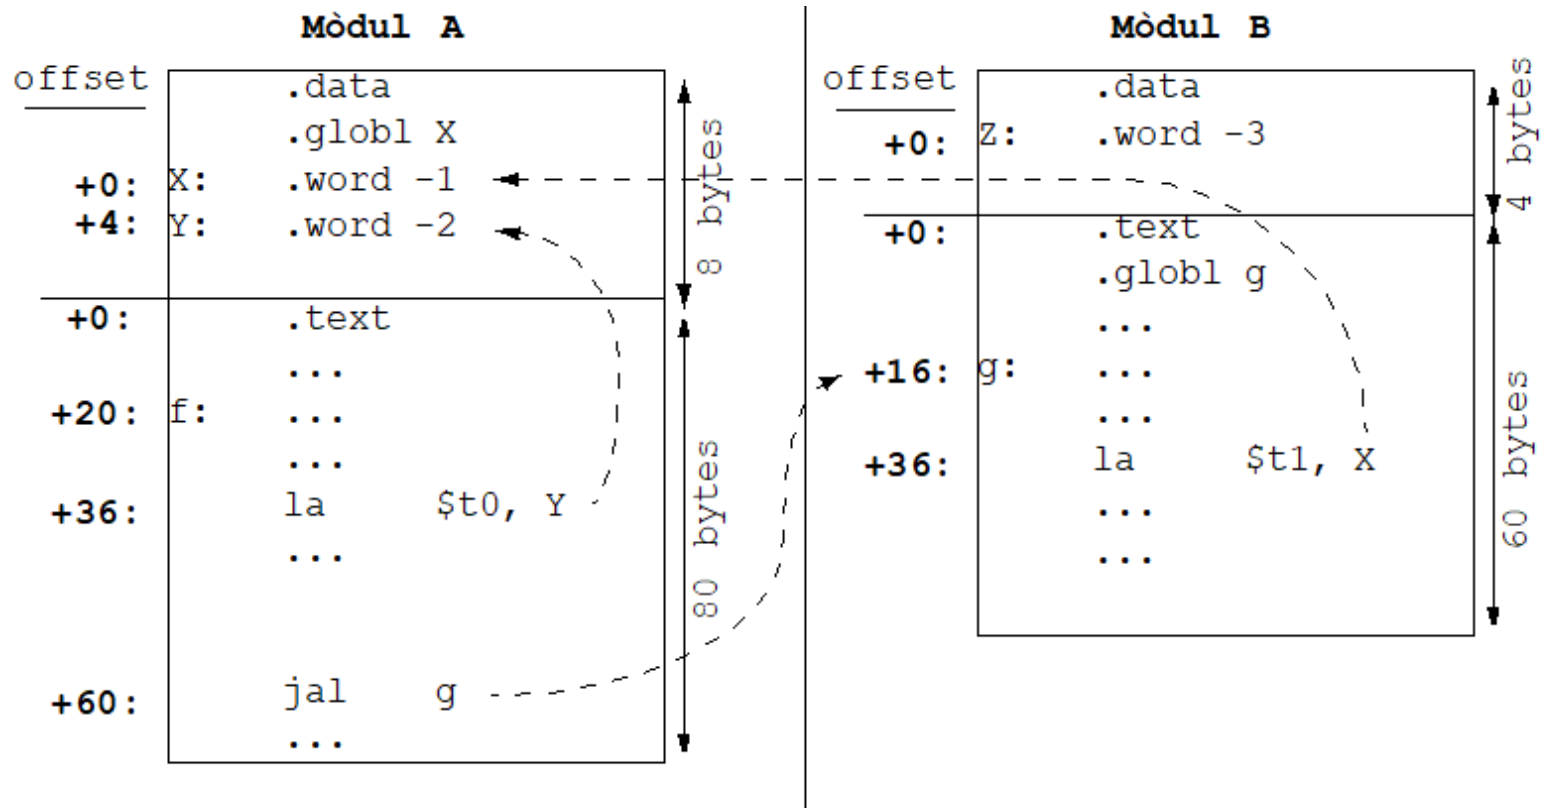 Mòdul A
offset
.data
.globl X
+0: X: .word -1
+4: Y: .word -2
8 bytes
+0: .text
...
+20: f: ...
...
+36: la $t0, Y
...
80 bytes
+60: jal g
...
Mòdul B
offset
.data
+0: Z: .word -3
4 bytes
+0: .text
.globl g
...
+16: g: ...
...
+36: la $t1, X
...
...
60 bytes